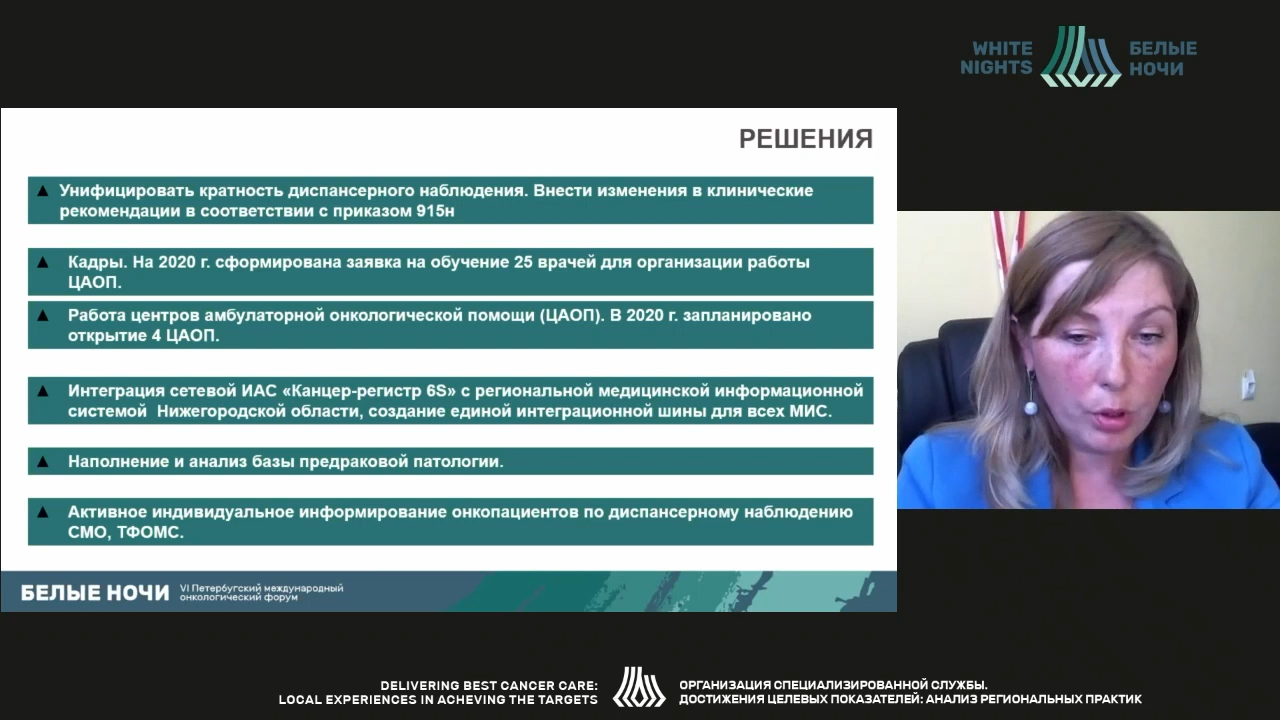 WHITE
NIGHTS
БЕЛЫЕ
НОЧИ
РЕШЕНИЯ
Унифицировать кратность диспансерного наблюдения. Внести изменения в клинические
рекомендации в соответствии с приказом 915н
Кадры. На 2020 г. сформирована заявка на обучение 25 врачей для организации работы
ЦАОП.
Работа центров амбулаторной онкологической помощи (ЦАОП). В 2020 г. запланировано
открытие 4 ЦАОП.
Интеграция сетевой ИАС «Канцер-регистр 6S» с региональной медицинской информационной
системой Нижегородской области, создание единой интеграционной шины для всех МИС.
Наполнение и анализ базы предраковой патологии.
Активное индивидуальное информирование онкопациентов по диспансерному наблюдению
СМО, ТФОМС.
БЕЛЫЕ НОЧИ
VI Петербугский международный
онкологический форум
DELIVERING BEST CANCER CARE:
LOCAL EXPERIENCES IN ACHEVING THE TARGETS
ОРГАНИЗАЦИЯ СПЕЦИАЛИЗИРОВАННОЙ СЛУЖБЫ.
ДОСТИЖЕНИЯ ЦЕЛЕВЫХ ПОКАЗАТЕЛЕЙ: АНАЛИЗ РЕГИОНАЛЬНЫХ ПРАКТИК